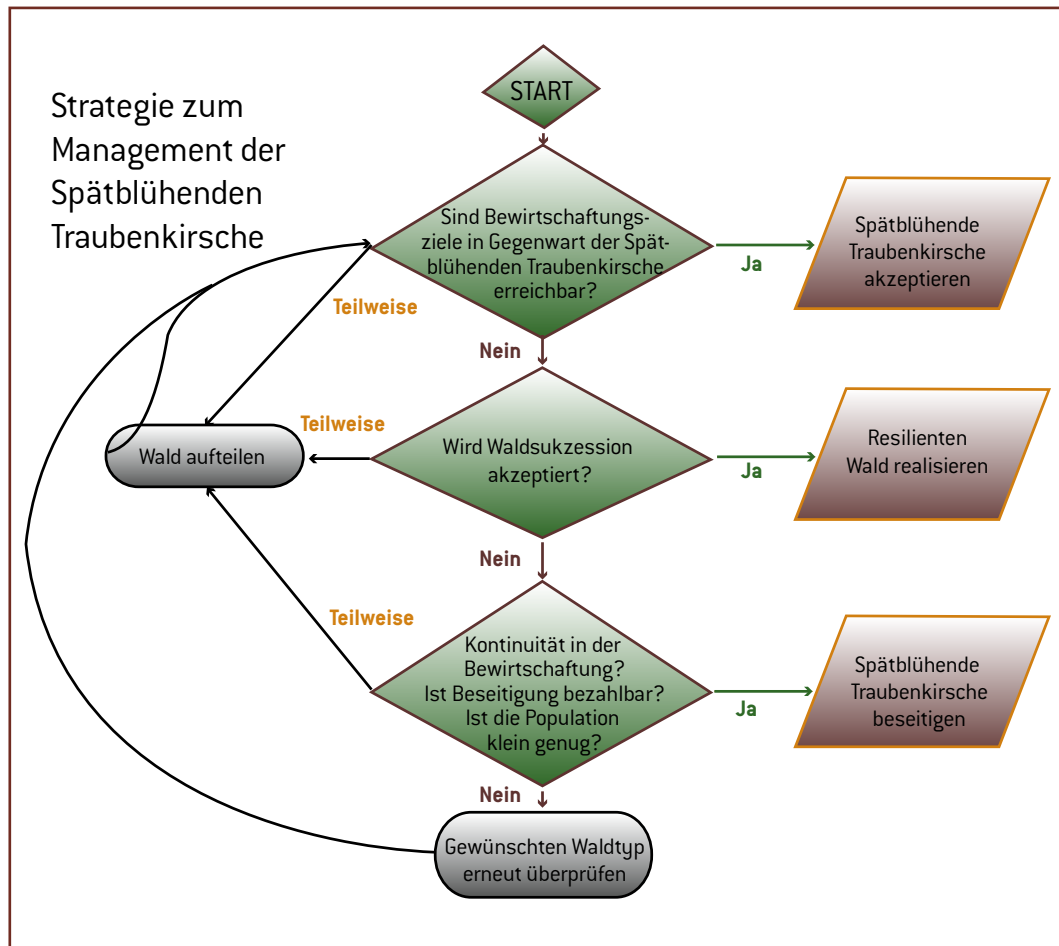 Strategie zum
Management der
Spätblühenden
Traubenkirsche
START
Sind Bewirtschaftungs-
ziele in Gegenwart der Spät-
blühenden Traubenkirsche
erreichbar?
Ja
Spätblühende
Traubenkirsche
akzeptieren
Teilweise
Nein
Wald aufteilen
Teilweise
Wird Waldsukzession
akzeptiert?
Ja
Resilienten
Wald realisieren
Nein
Teilweise
Kontinuität in der
Bewirtschaftung?
Ist Beseitigung bezahlbar?
Ist die Population
klein genug?
Ja
Spätblühende
Traubenkirsche
beseitigen
Nein
Gewünschten Waldtyp
erneut überprüfen